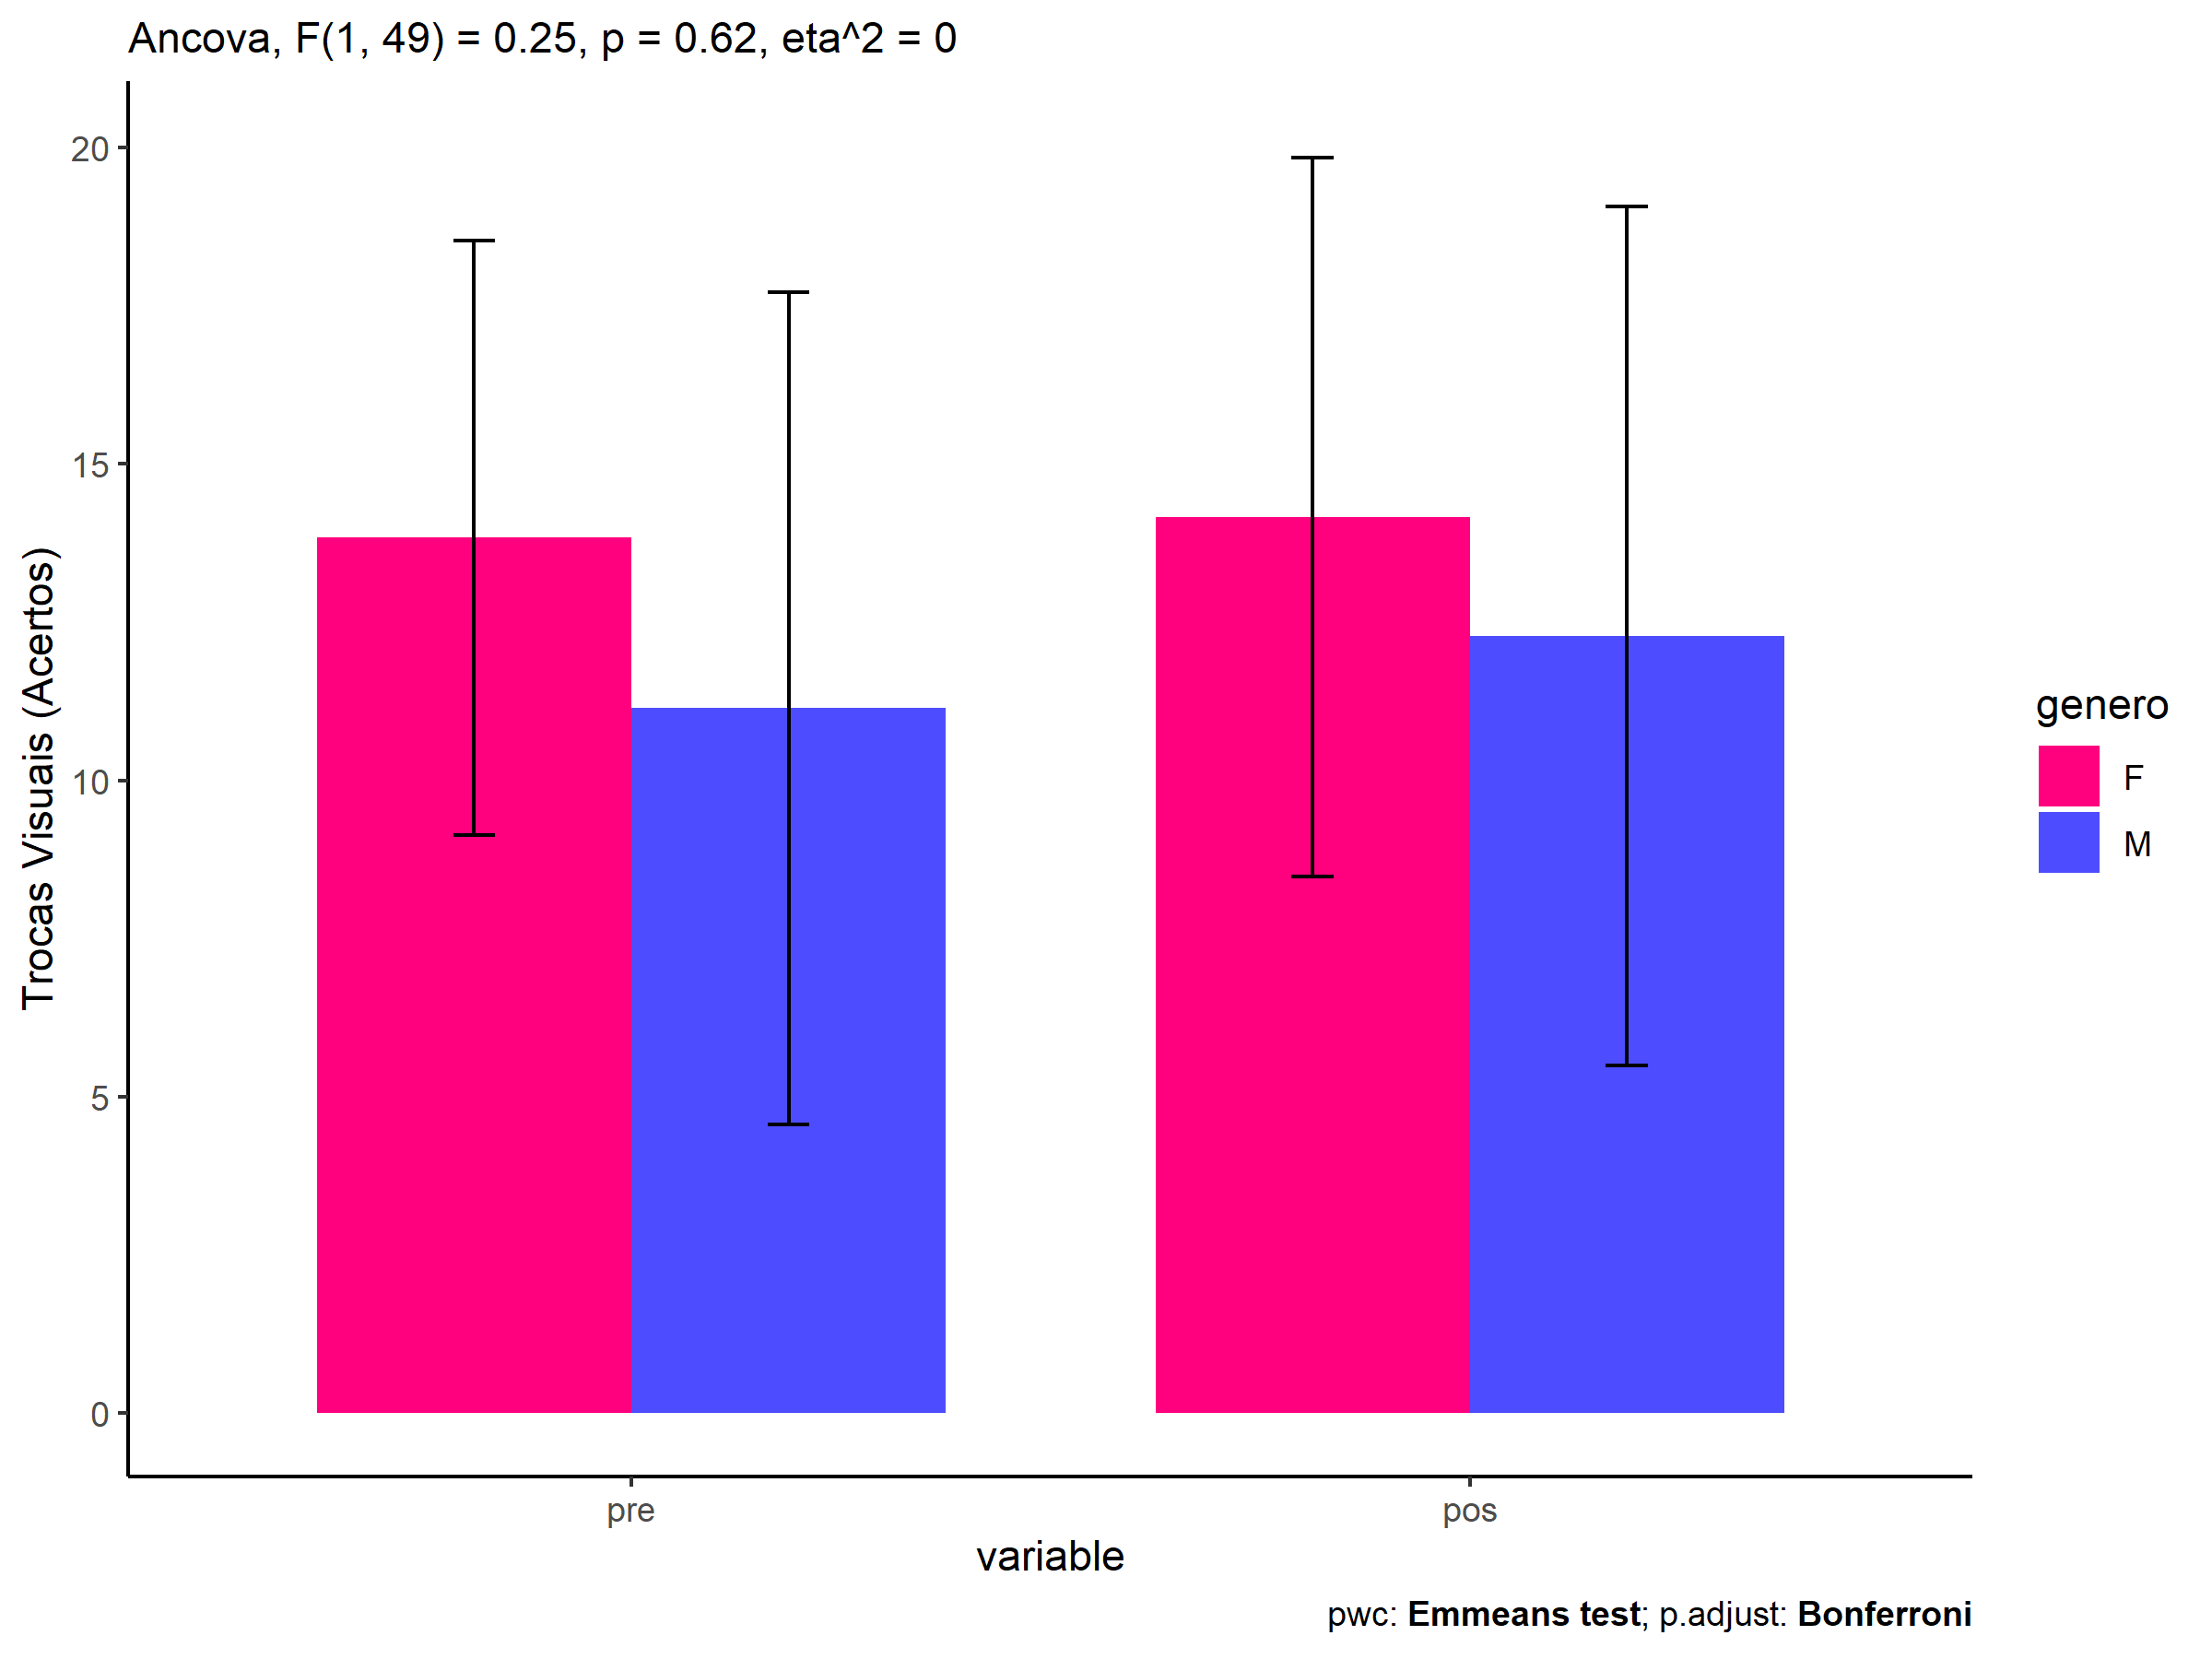 Ancova, F(1, 49) = 0.25, p = 0.62, eta^2 = 0
Trocas Visuais (Acertos)
20
15
10
5
0
pre
pos
variable
genero
F
M
pwc: Emmeans test; p.adjust: Bonferroni